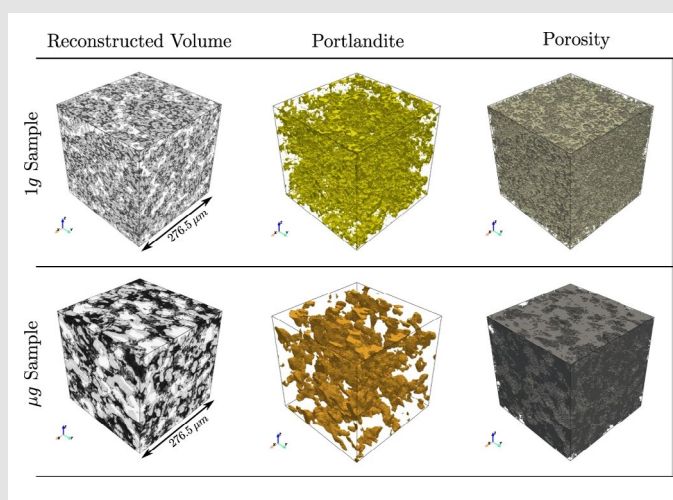 Reconstructed Volume Portlandite Porosity
1g Sample
276.5 μm
μg Sample
276.5 μm